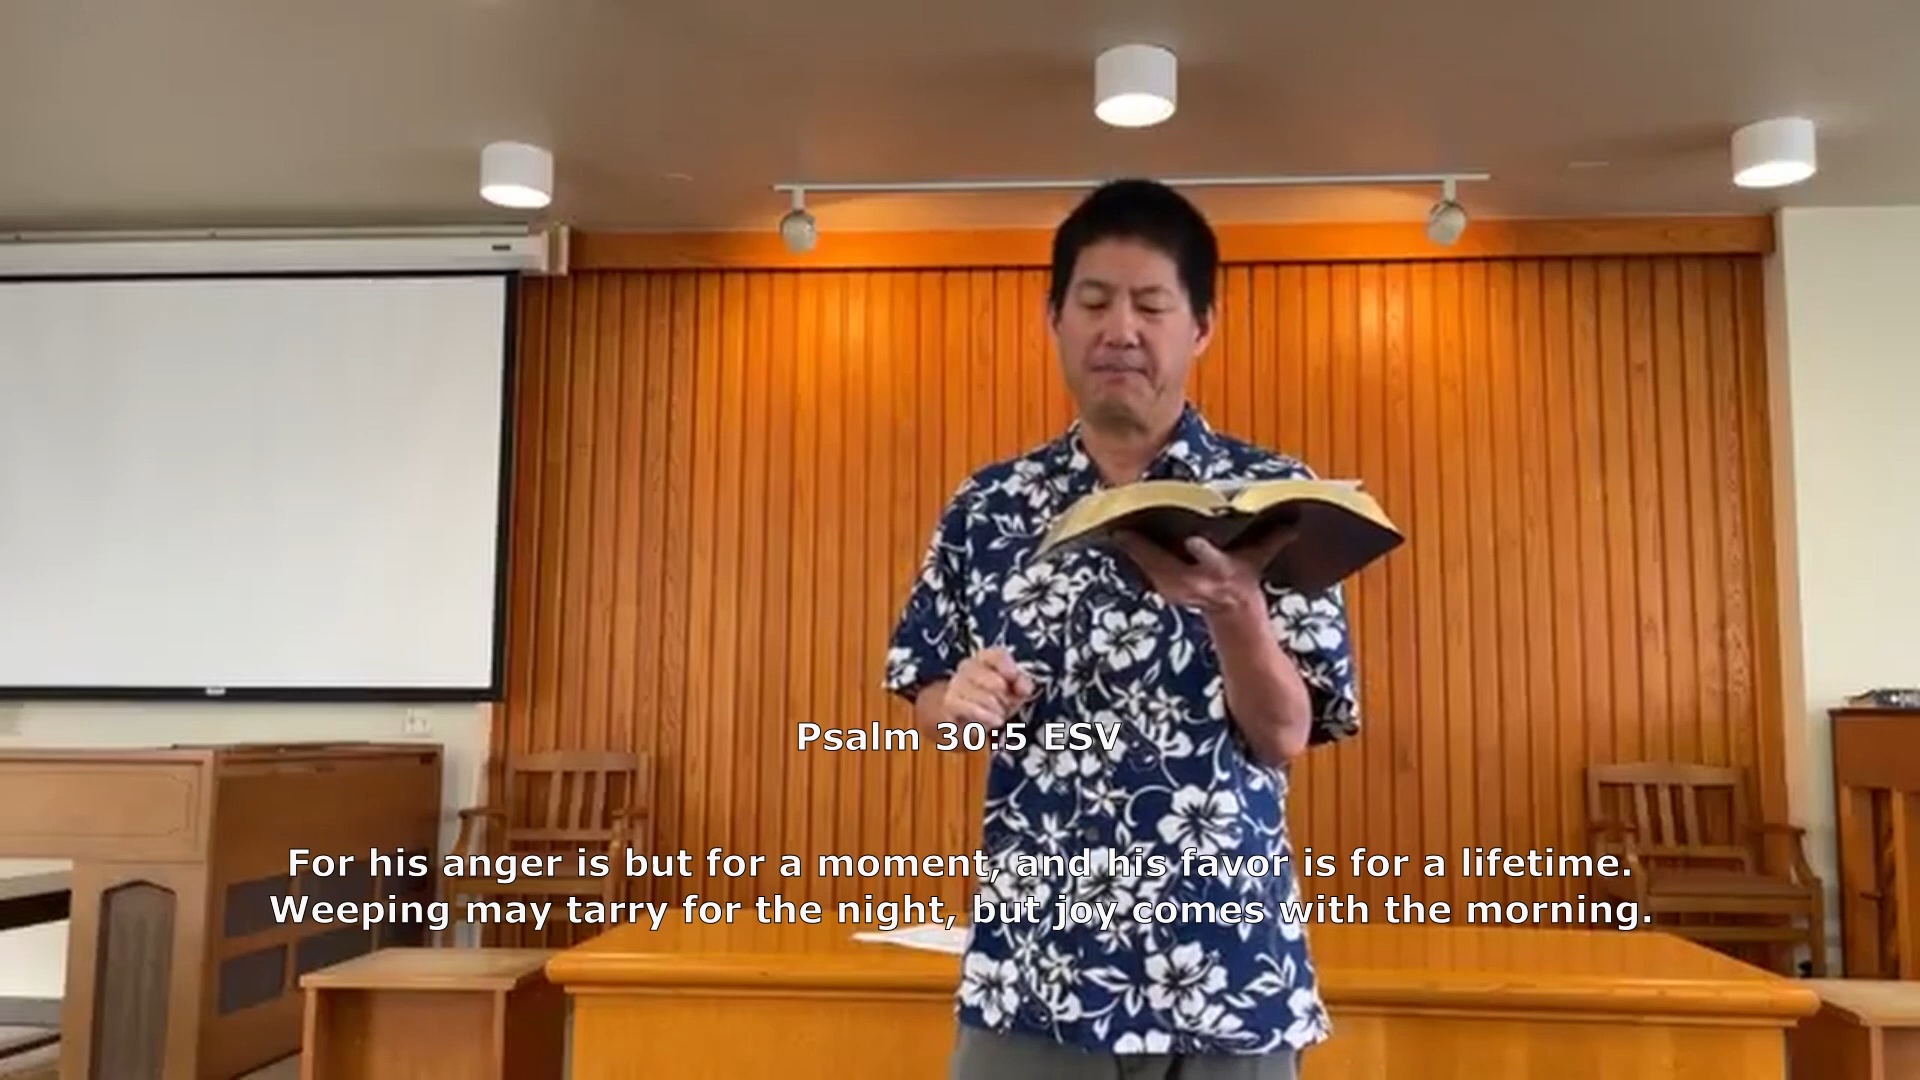 Psalm 30:5 ESV
For his anger is but for a moment, and his favor is for a lifetime.
Weeping may tarry for the night, but joy comes with the morning.